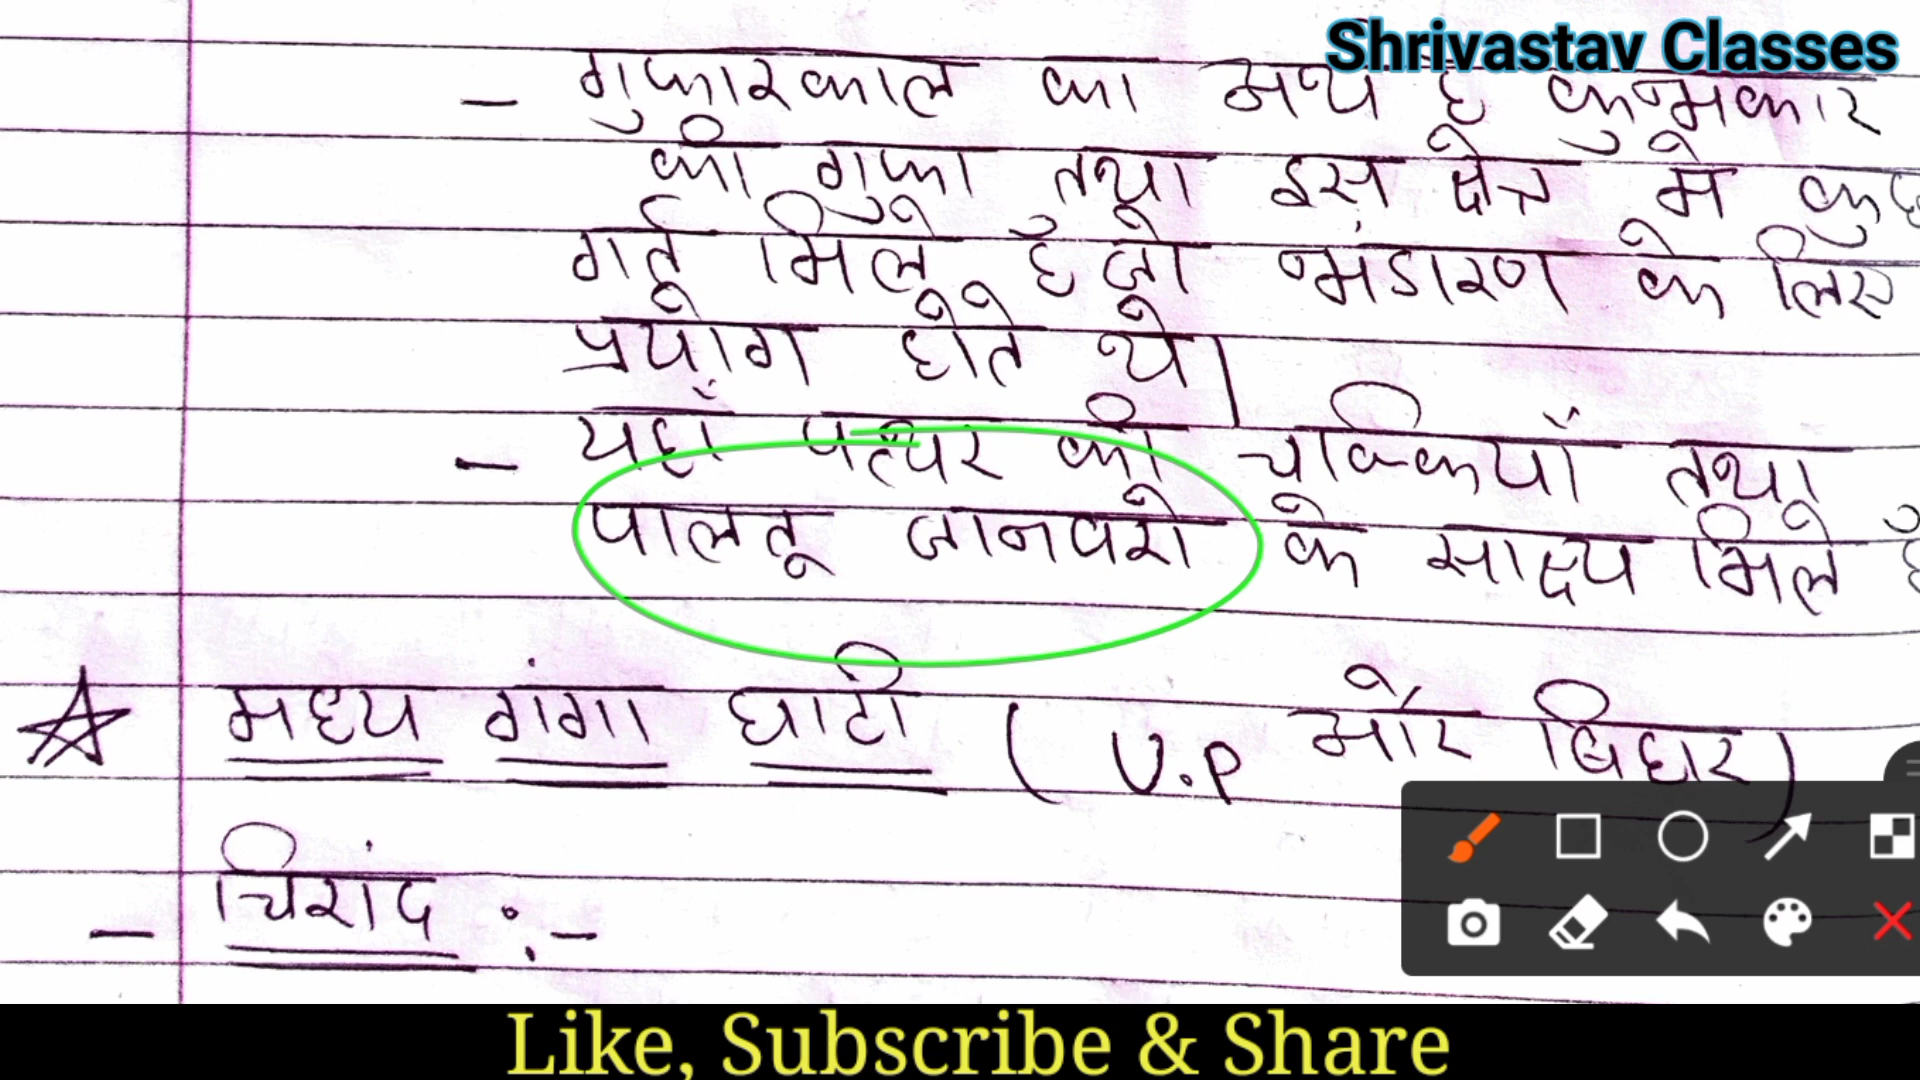 Shrivastav Classes
– गुफारकाल का अर्थ है कुम्भकार
की गुफा तथा इस क्षेत्र में कुछ
गर्त मिले हैं जो भंडारण के लिए
प्रयोग होते थे।
– यहाँ पत्थर की चक्कियाँ तथा
पालतू जानवरो के साक्ष्य मिले है
☆ मध्य गंगा घाटी ( U.P और बिहार)
– चिरांद :-
Like, Subscribe & Share